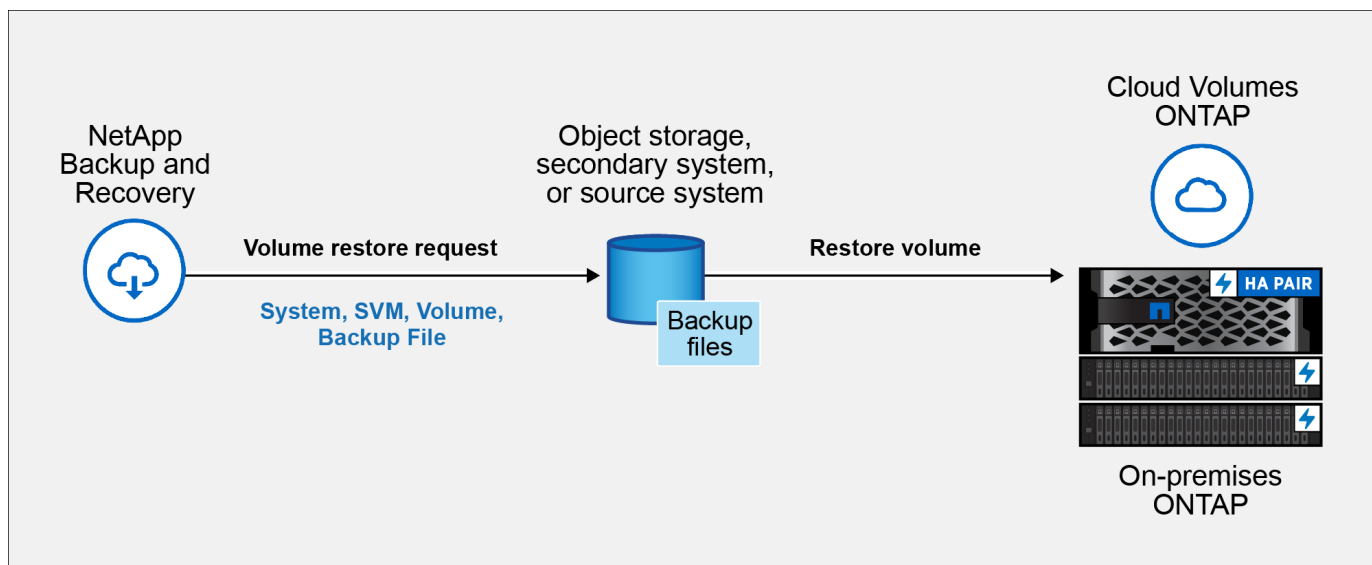 NetApp
Backup and
Recovery
Volume restore request
System, SVM, Volume,
Backup File
Object storage,
secondary system,
or source system
Backup
files
Restore volume
Cloud Volumes
ONTAP
HA PAIR
On-premises
ONTAP